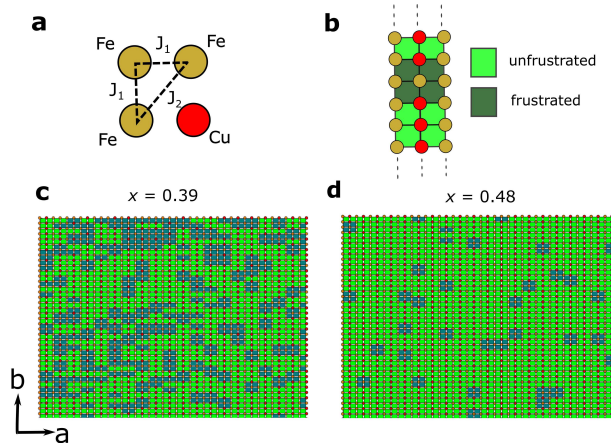 a
Fe
J1
Fe
J1
J2
Fe
Cu
b
unfrustrated
frustrated
c
x = 0.39
d
x = 0.48
b
a